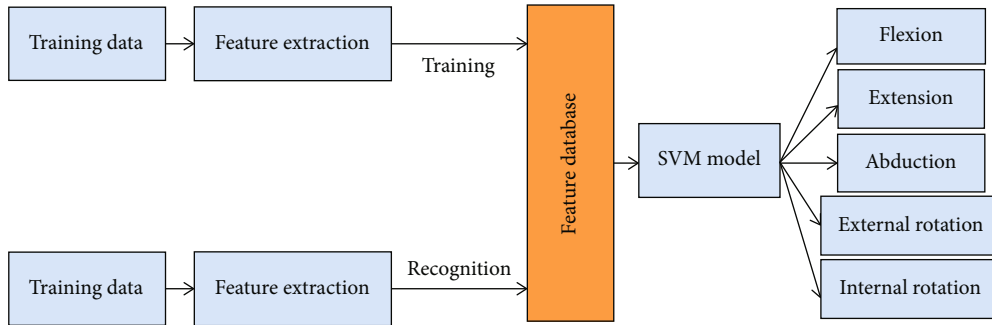 Training data
Feature extraction
Training
Training data
Feature extraction
Recognition
Feature database
SVM model
Flexion
Extension
Abduction
External rotation
Internal rotation